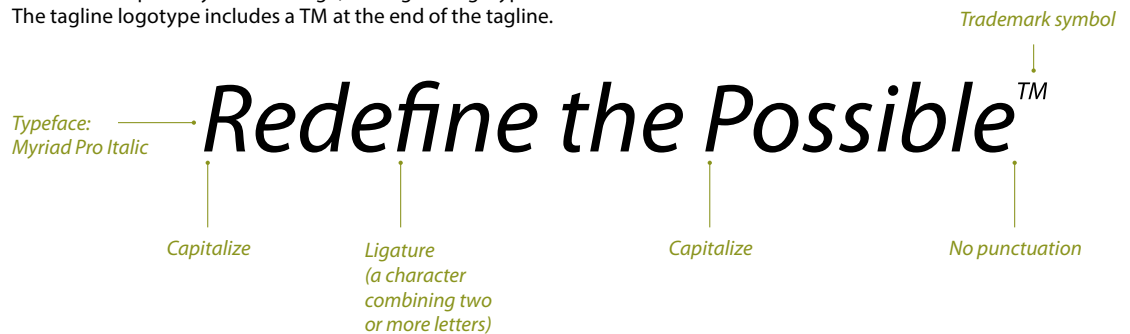 The tagline logotype includes a TM at the end of the tagline.
Trademark symbol
Redefine the Possible™
Typeface:
Myriad Pro Italic
Capitalize
Ligature
(a character
combining two
or more letters)
Capitalize
No punctuation